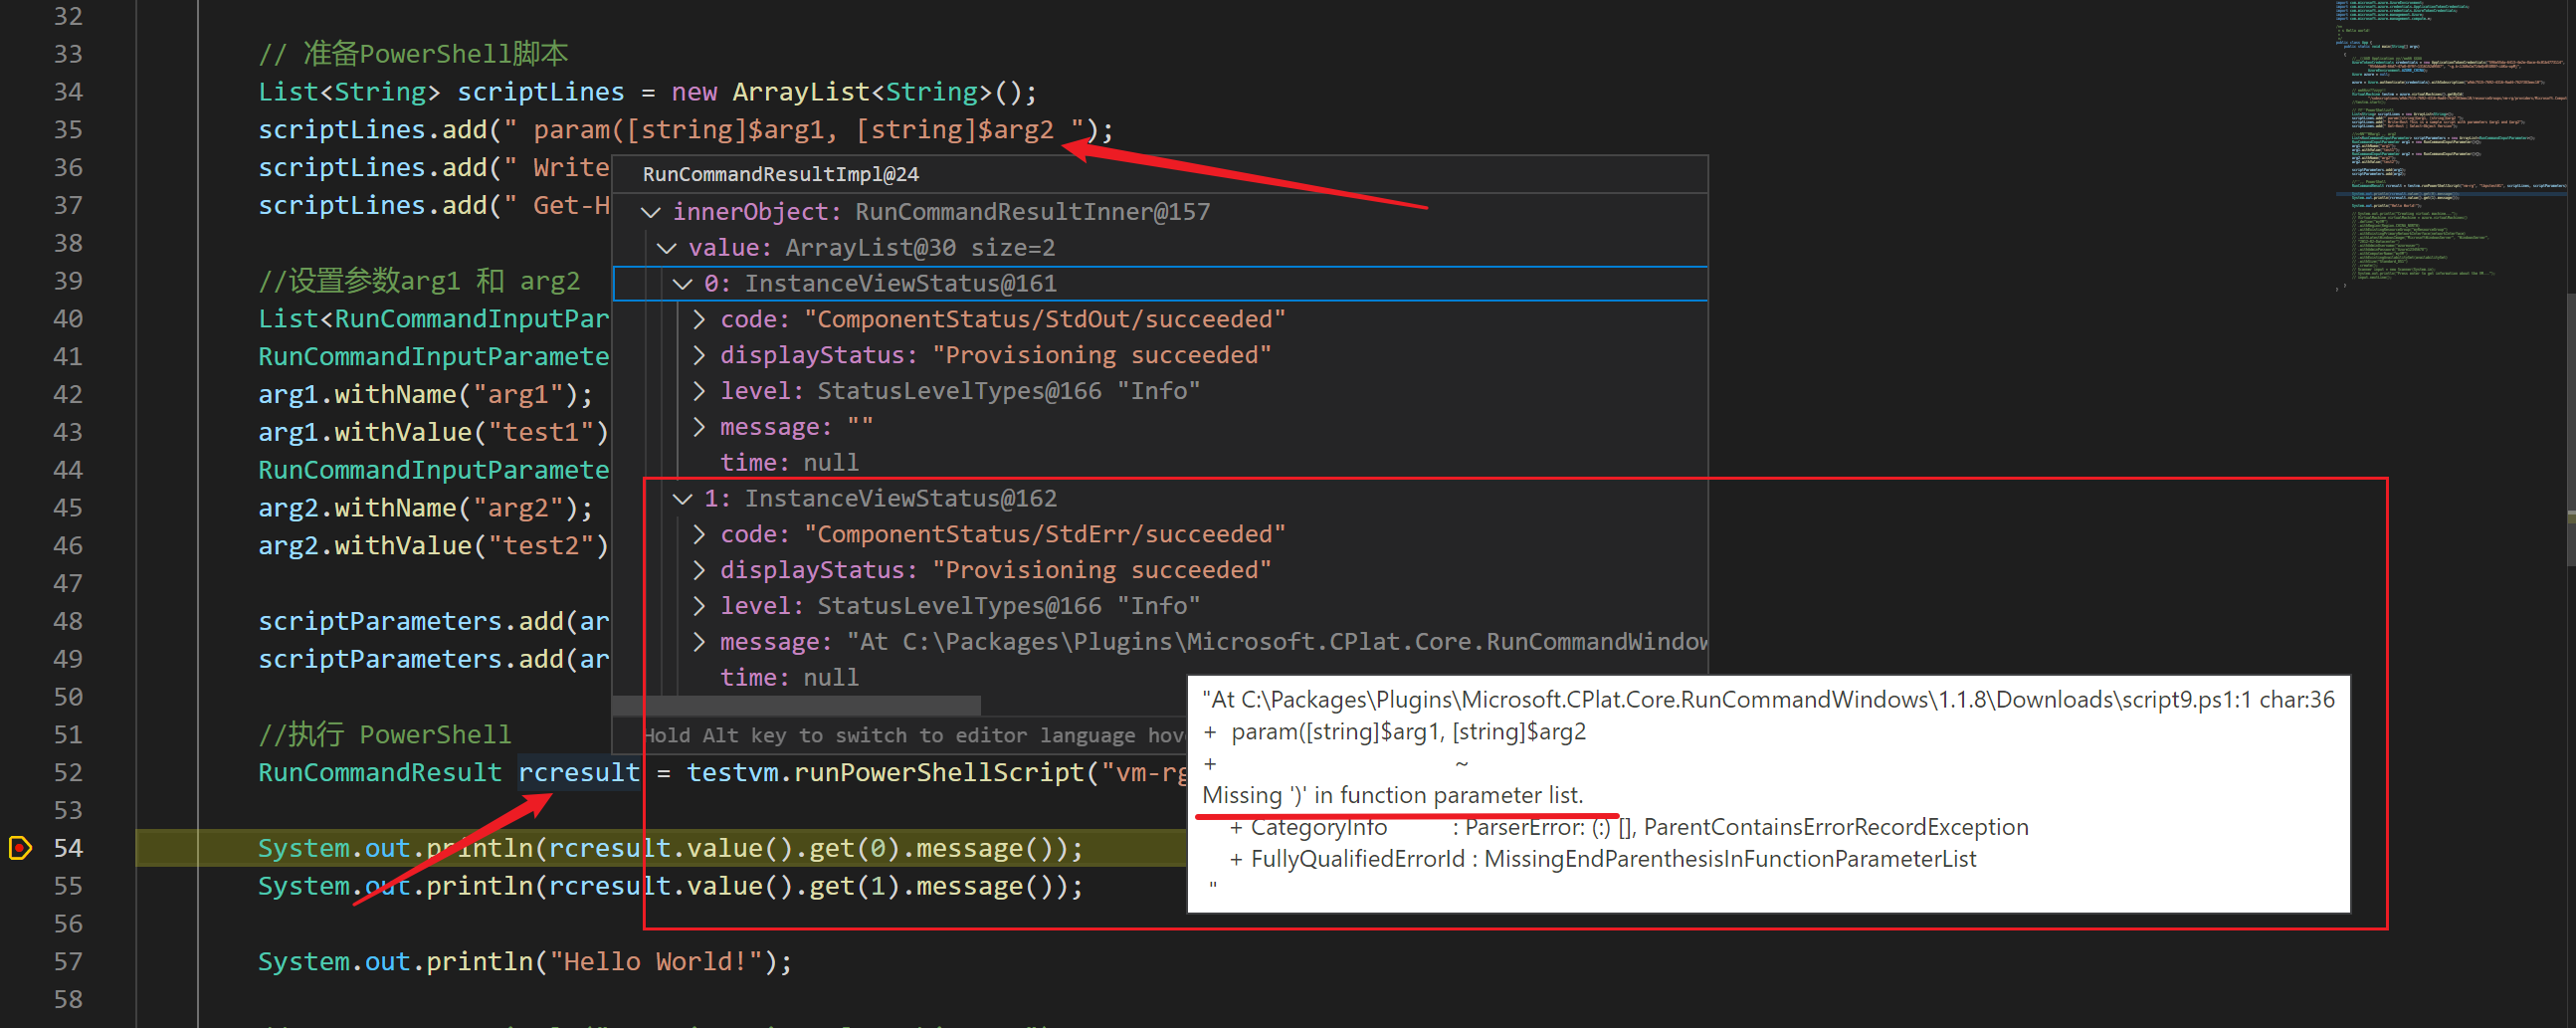 32
33 // 准备PowerShell脚本
34 List<String> scriptLines = new ArrayList<String>();
35 scriptLines.add(" param([string]$arg1, [string]$arg2 ");
36 scriptLines.add(" Write
37 scriptLines.add(" Get-H
38
39 //设置参数arg1 和 arg2
40 List<RunCommandInputPar
41 RunCommandInputParamete
42 arg1.withName("arg1");
43 arg1.withValue("test1")
44 RunCommandInputParamete
45 arg2.withName("arg2");
46 arg2.withValue("test2")
47
48 scriptParameters.add(ar
49 scriptParameters.add(ar
50
51 //执行 PowerShell
52 RunCommandResult rcresult = testvm.runPowerShellScript("vm-rg
53
54 System.out.println(rcresult.value().get(0).message());
55 System.out.println(rcresult.value().get(1).message());
56
57 System.out.println("Hello World!");
58
RunCommandResultImpl@24
innerObject: RunCommandResultInner@157
value: ArrayList@30 size=2
0: InstanceViewStatus@161
code: "ComponentStatus/StdOut/succeeded"
displayStatus: "Provisioning succeeded"
level: StatusLevelTypes@166 "Info"
message: ""
time: null
1: InstanceViewStatus@162
code: "ComponentStatus/StdErr/succeeded"
displayStatus: "Provisioning succeeded"
level: StatusLevelTypes@166 "Info"
message: "At C:\Packages\Plugins\Microsoft.CPlat.Core.RunCommandWindow
time: null
Hold Alt key to switch to editor language hov
"At C:\Packages\Plugins\Microsoft.CPlat.Core.RunCommandWindows\1.1.8\Downloads\script9.ps1:1 char:36
+ param([string]$arg1, [string]$arg2
+ ~
Missing ')' in function parameter list.
+ CategoryInfo : ParserError: (:) [], ParentContainsErrorRecordException
+ FullyQualifiedErrorId : MissingEndParenthesisInFunctionParameterList
"